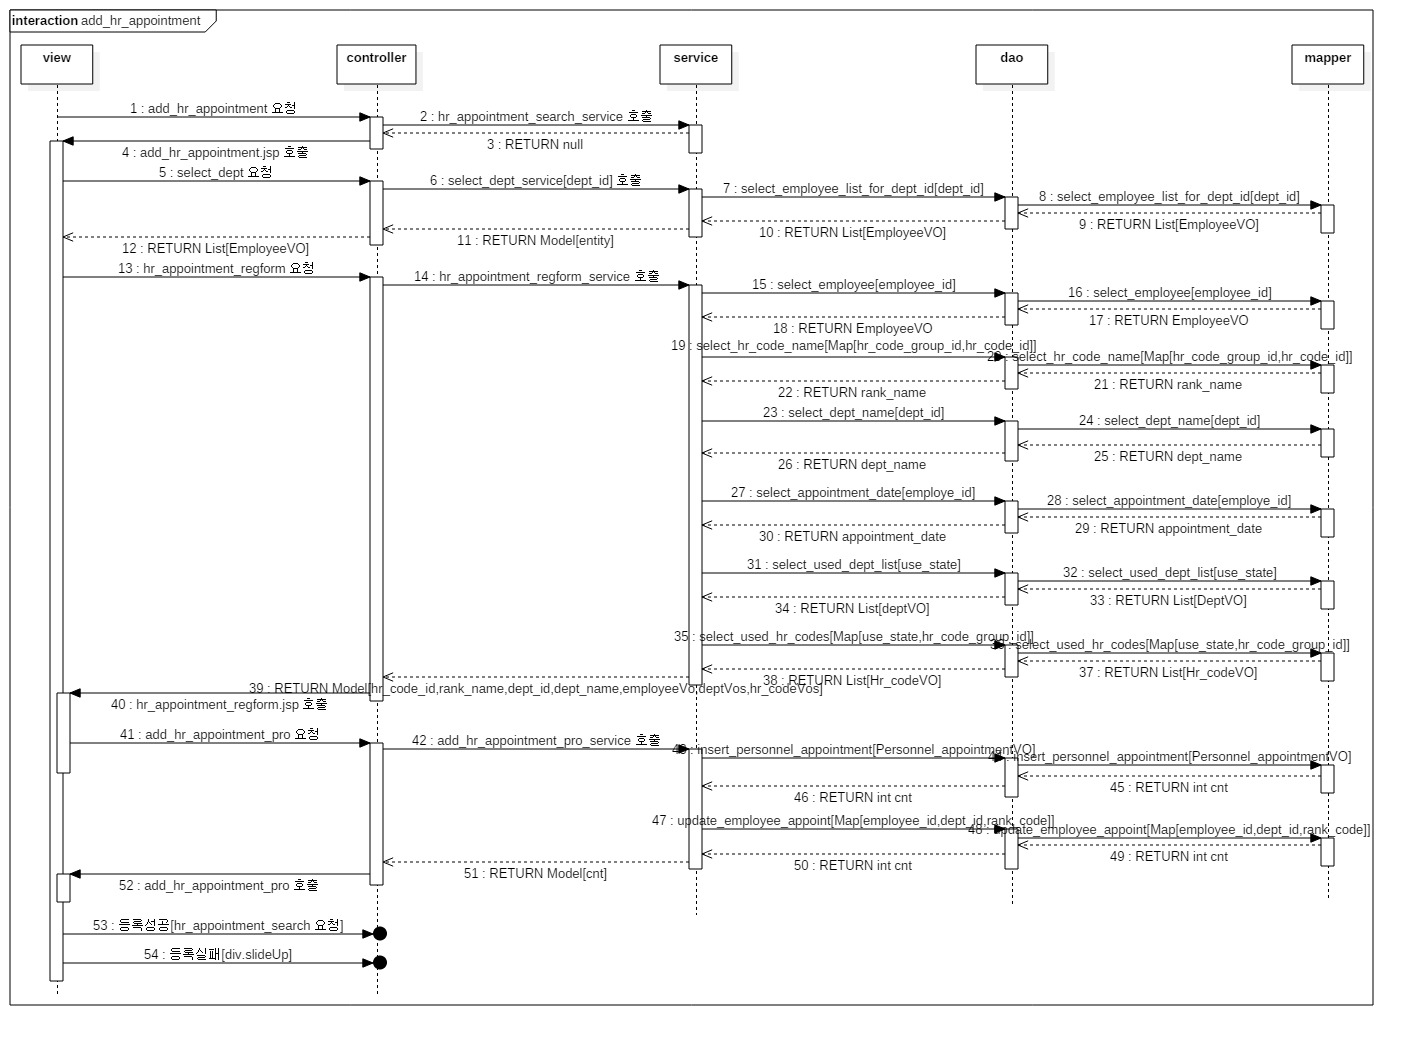 interaction add_hr_appointment
view
controller
service
dao
mapper
1 : add_hr_appointment 요청
2 : hr_appointment_search_service 호출
3 : RETURN null
4 : add_hr_appointment.jsp 호출
5 : select_dept 요청
6 : select_dept_service[dept_id] 호출
7 : select_employee_list_for_dept_id[dept_id]
8 : select_employee_list_for_dept_id[dept_id]
9 : RETURN List[EmployeeVO]
10 : RETURN List[EmployeeVO]
11 : RETURN Model[entity]
12 : RETURN List[EmployeeVO]
13 : hr_appointment_regform 요청
14 : hr_appointment_regform_service 호출
15 : select_employee[employee_id]
16 : select_employee[employee_id]
17 : RETURN EmployeeVO
18 : RETURN EmployeeVO
19 : select_hr_code_name[Map[hr_code_group_id,hr_code_id]]
20 : select_hr_code_name[Map[hr_code_group_id,hr_code_id]]
21 : RETURN rank_name
22 : RETURN rank_name
23 : select_dept_name[dept_id]
24 : select_dept_name[dept_id]
25 : RETURN dept_name
26 : RETURN dept_name
27 : select_appointment_date[employe_id]
28 : select_appointment_date[employe_id]
29 : RETURN appointment_date
30 : RETURN appointment_date
31 : select_used_dept_list[use_state]
32 : select_used_dept_list[use_state]
33 : RETURN List[DeptVO]
34 : RETURN List[deptVO]
35 : select_used_hr_codes[Map[use_state,hr_code_group_id]]
36 : select_used_hr_codes[Map[use_state,hr_code_group_id]]
37 : RETURN List[Hr_codeVO]
38 : RETURN List[Hr_codeVO]
39 : RETURN Model[hr_code_id,rank_name,dept_id,dept_name,employeeVo,deptVos,hr_codeVos]
40 : hr_appointment_regform.jsp 호출
41 : add_hr_appointment_pro 요청
42 : add_hr_appointment_pro_service 호출
43 : insert_personnel_appointment[Personnel_appointmentVO]
44 : insert_personnel_appointment[Personnel_appointmentVO]
45 : RETURN int cnt
46 : RETURN int cnt
47 : update_employee_appoint[Map[employee_id,dept_id,rank_code]]
48 : update_employee_appoint[Map[employee_id,dept_id,rank_code]]
49 : RETURN int cnt
50 : RETURN int cnt
51 : RETURN Model[cnt]
52 : add_hr_appointment_pro 호출
53 : 등록성공[hr_appointment_search 요청]
54 : 등록실패[div.slideUp]